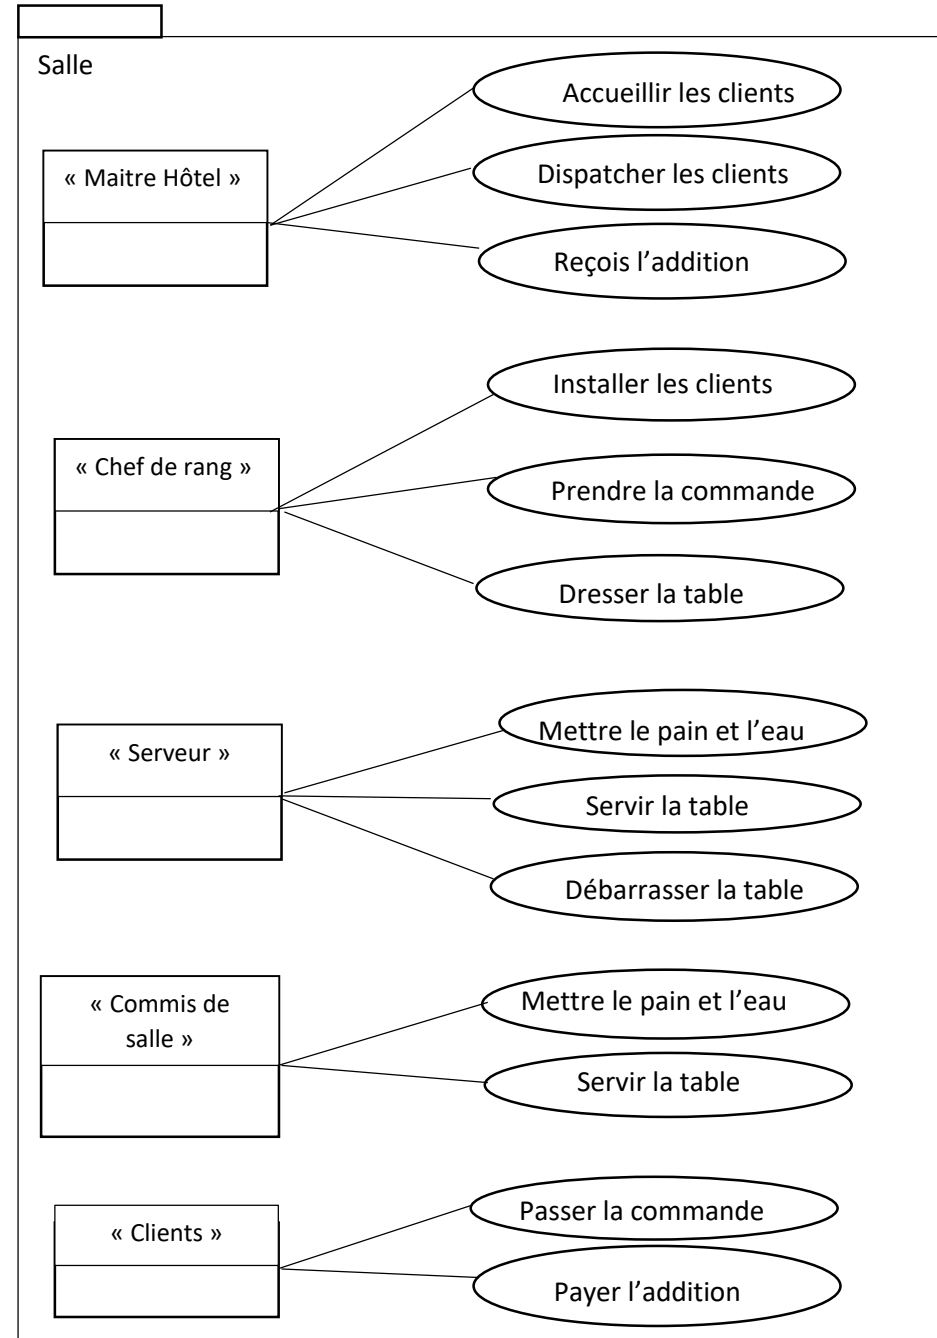 Salle
Accueillir les clients
« Maitre Hôtel »
Dispatcher les clients
Reçois l’addition
Installer les clients
« Chef de rang »
Prendre la commande
Dresser la table
Mettre le pain et l’eau
« Serveur »
Servir la table
Débarrasser la table
« Commis de
salle »
Mettre le pain et l’eau
Servir la table
Passer la commande
« Clients »
Payer l’addition